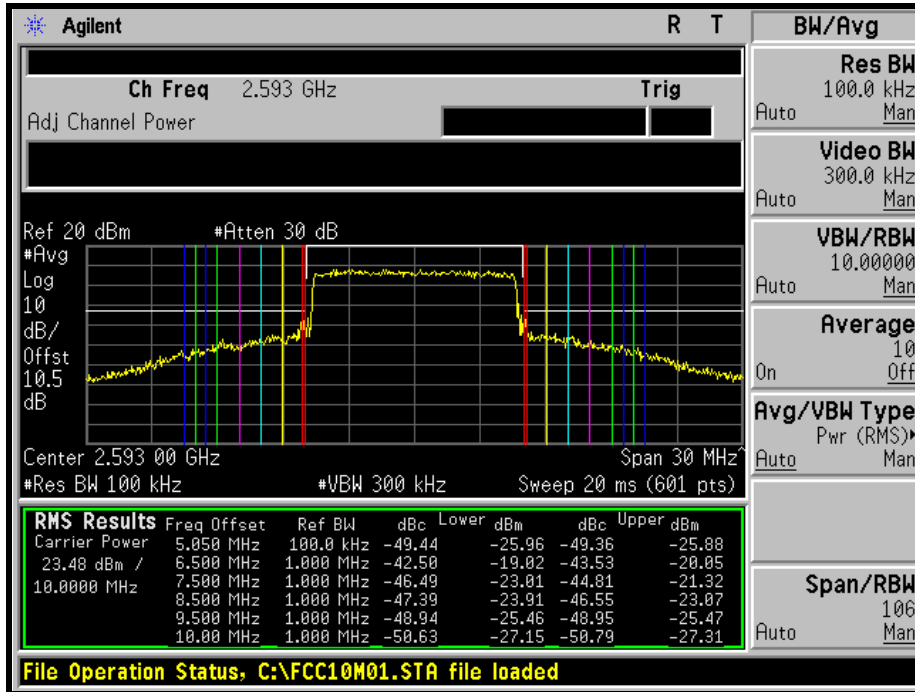 Agilent
R T
BW/Avg
Ch Freq 2.593 GHz
Trig
Adj Channel Power
Res BW
100.0 kHz
Auto Man
Video BW
300.0 kHz
Auto Man
VBW/RBW
10.00000
Auto Man
Average
10
On Off
Avg/VBW Type
Pwr (RMS)▸
Auto Man
Span/RBW
106
Auto Man
Ref 20 dBm #Atten 30 dB
#Avg
Log
10
dB/
Offst
10.5
dB
Center 2.593 00 GHz Span 30 MHz^
#Res BW 100 kHz #VBW 300 kHz Sweep 20 ms (601 pts)
RMS Results Freq Offset Ref BW dBc Lower dBm dBc Upper dBm
Carrier Power 5.050 MHz 100.0 kHz -49.44 -25.96 -49.36 -25.88
23.48 dBm / 6.500 MHz 1.000 MHz -42.50 -19.02 -43.53 -20.05
10.0000 MHz 7.500 MHz 1.000 MHz -46.49 -23.01 -44.81 -21.32
8.500 MHz 1.000 MHz -47.39 -23.91 -46.55 -23.07
9.500 MHz 1.000 MHz -48.94 -25.46 -48.95 -25.47
10.00 MHz 1.000 MHz -50.63 -27.15 -50.79 -27.31
File Operation Status, C:\FCC10M01.STA file loaded